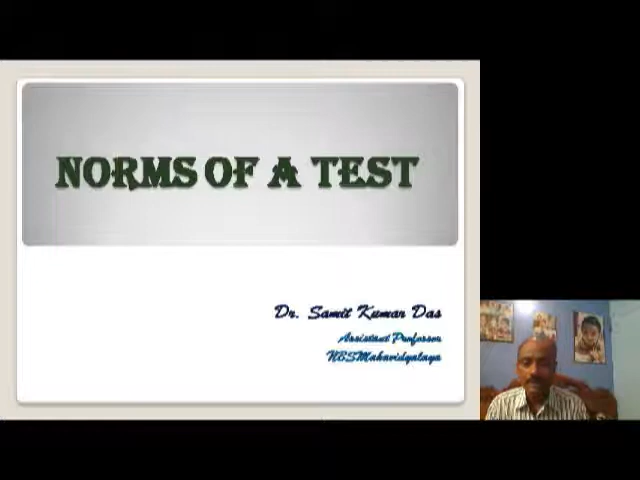 NORMS OF A TEST
Dr. Samit Kumar Das
Assistant Professor
NBSMahavidyalaya